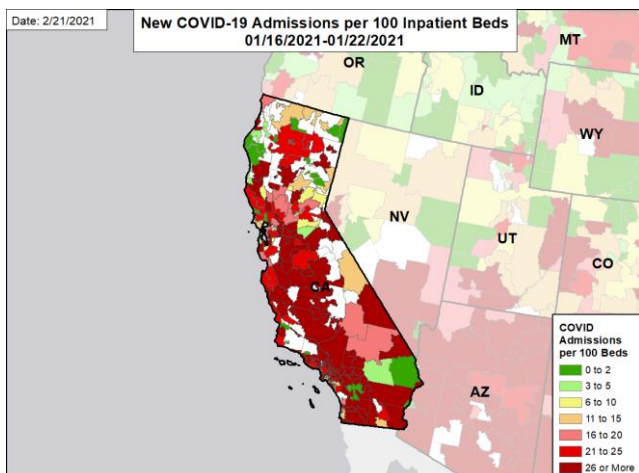 Date: 2/21/2021
New COVID-19 Admissions per 100 Inpatient Beds
01/16/2021-01/22/2021
MT
OR
ID
WY
NV
UT
CO
CA
AZ
COVID
Admissions
per 100 Beds
0 to 2
3 to 5
6 to 10
11 to 15
16 to 20
21 to 25
26 or More